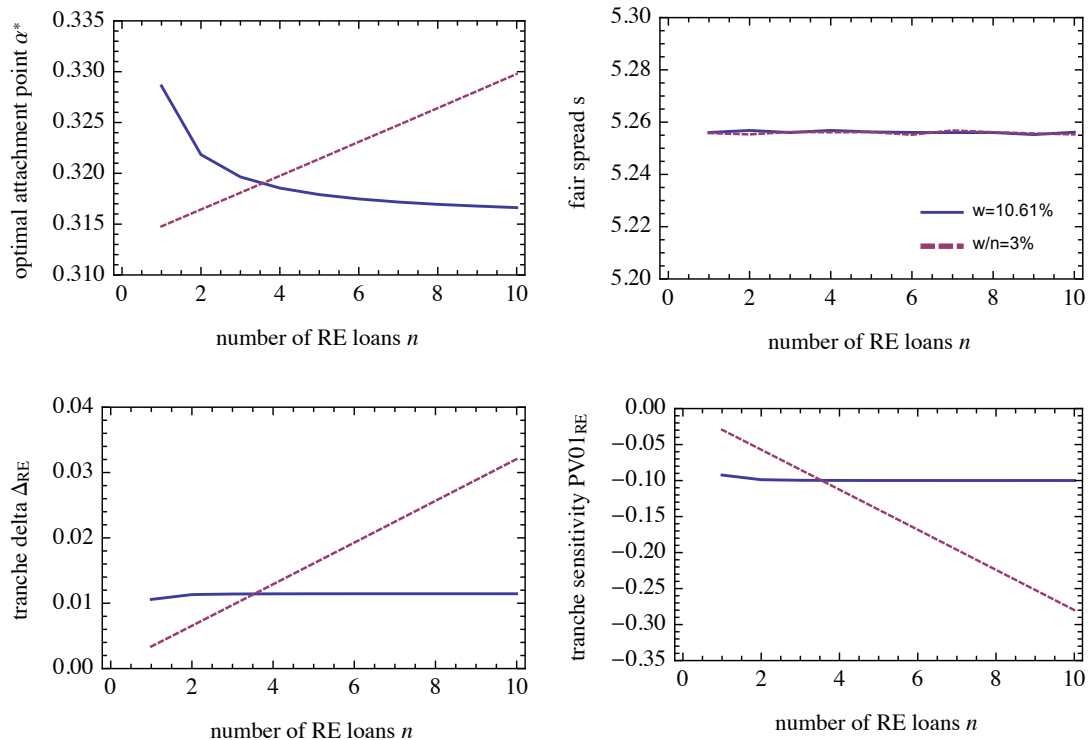 optimal attachment point α*
0.335
0.330
0.325
0.320
0.315
0.310
0 2 4 6 8 10
number of RE loans n
fair spread s
5.30
5.28
5.26
5.24
5.22
5.20
w=10.61%
w/n=3%
0 2 4 6 8 10
number of RE loans n
tranche delta ΔRE
0.04
0.03
0.02
0.01
0.00
0 2 4 6 8 10
number of RE loans n
tranche sensitivity PV01RE
0.00
−0.05
−0.10
−0.15
−0.20
−0.25
−0.30
−0.35
0 2 4 6 8 10
number of RE loans n